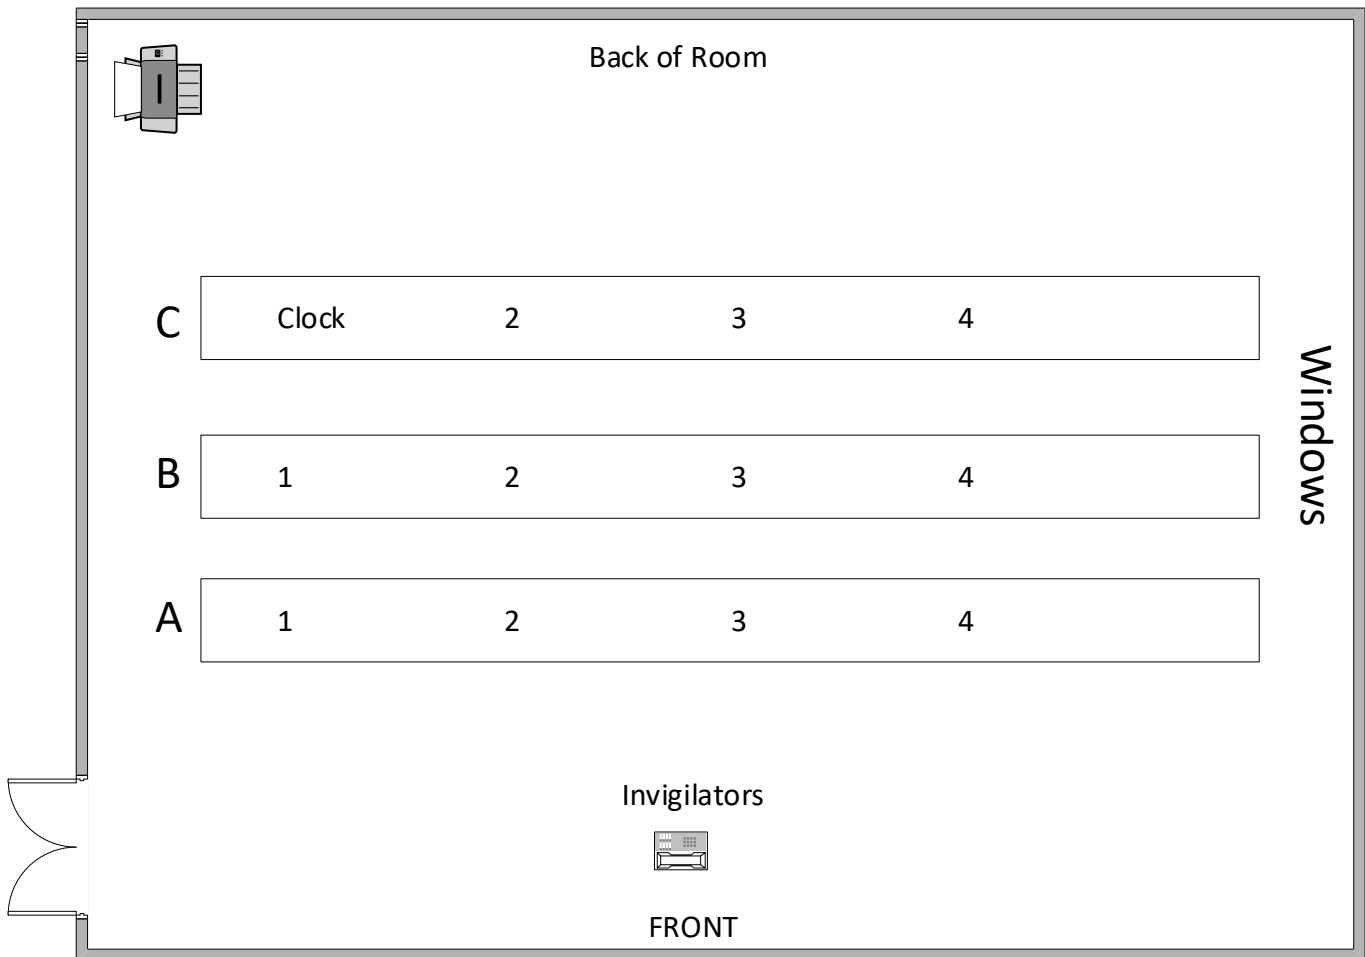 Back of Room
C Clock 2 3 4
B 1 2 3 4
A 1 2 3 4
Windows
Invigilators
FRONT